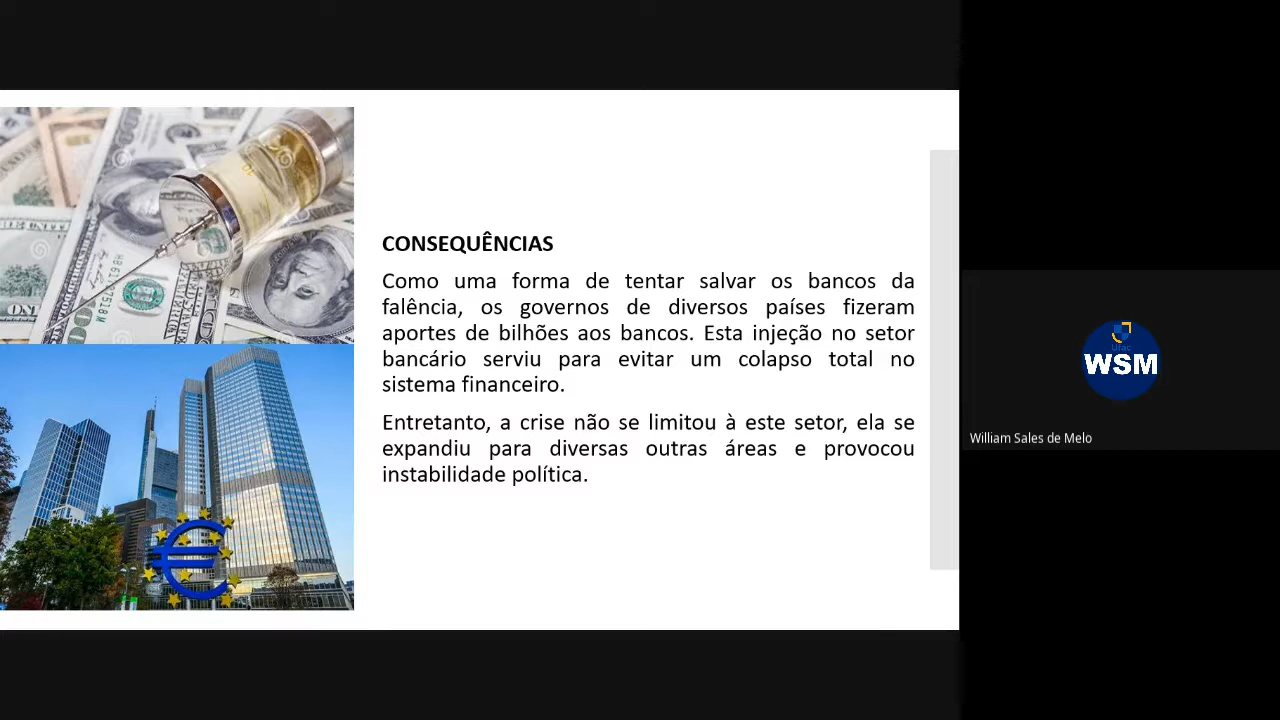 CONSEQUÊNCIAS
Como uma forma de tentar salvar os bancos da
falência, os governos de diversos países fizeram
aportes de bilhões aos bancos. Esta injeção no setor
bancário serviu para evitar um colapso total no
sistema financeiro.
Entretanto, a crise não se limitou à este setor, ela se
expandiu para diversas outras áreas e provocou
instabilidade política.
Ufac
WSM
William Sales de Melo